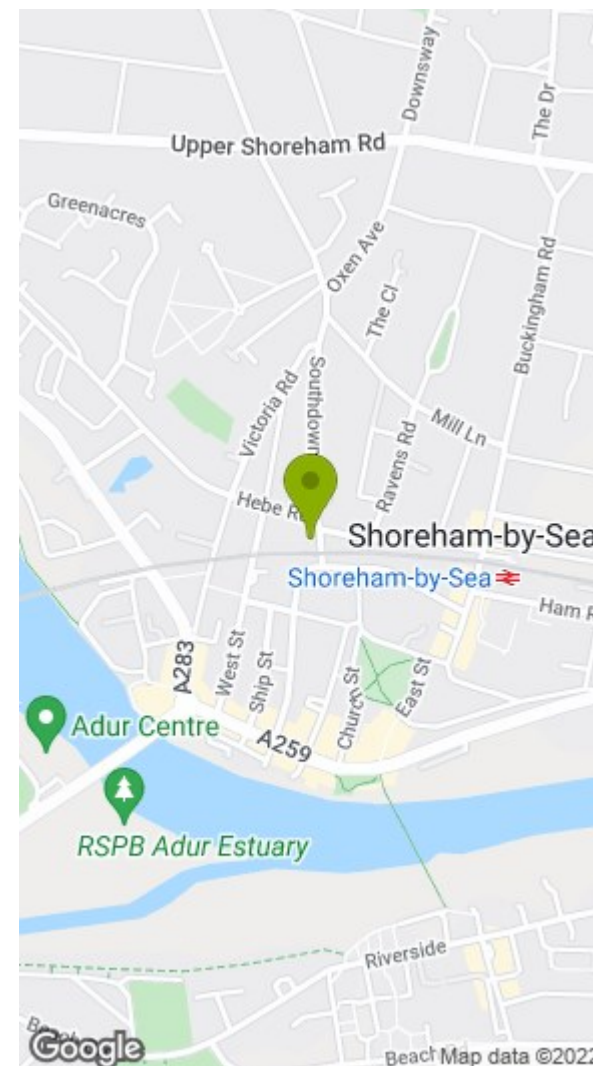 Downsway
The Dr
Upper Shoreham Rd
Greenacres
Oxen Ave
The Cl
Buckingham Rd
Southdown
Victoria Rd
Mill Ln
Ravens Rd
Hebe R
Shoreham-by-Sea
Shoreham-by-Sea
Ham R
A283
West St
Ship St
Church St
East St
Adur Centre
A259
RSPB Adur Estuary
Riverside
Google
Beach
Map data ©2022